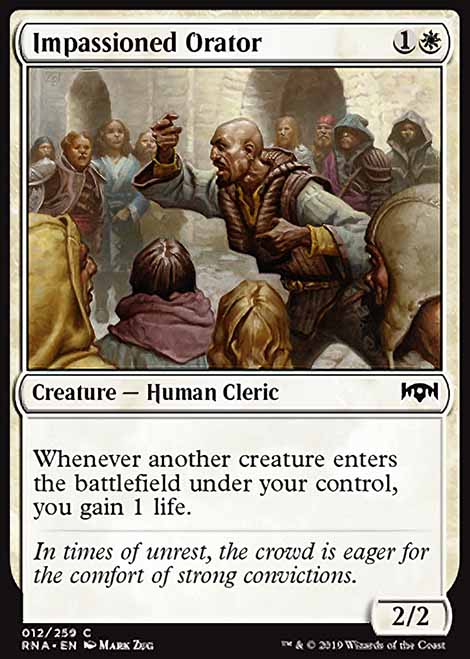 Impassioned Orator 1
Creature — Human Cleric
Whenever another creature enters
the battlefield under your control,
you gain 1 life.
In times of unrest, the crowd is eager for
the comfort of strong convictions.
2/2
012/259 C
RNA • EN Mark Zug
™ & © 2019 Wizards of the Coast